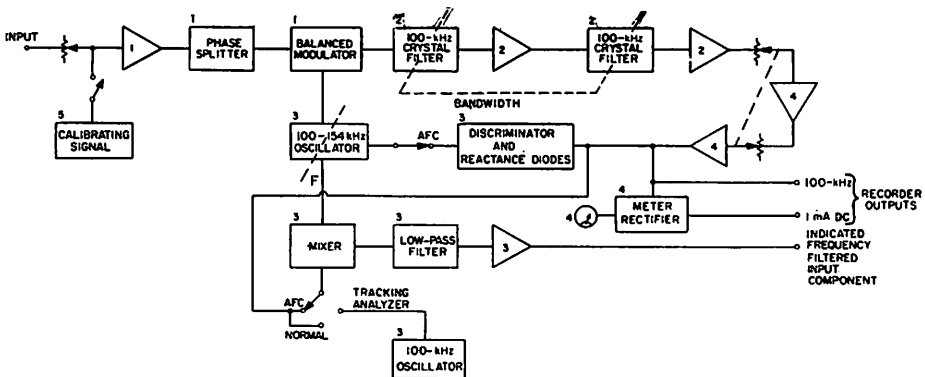 INPUT
1
1
PHASE
SPLITTER
1
BALANCED
MODULATOR
2
100-kHz
CRYSTAL
FILTER
2
2
100-kHz
CRYSTAL
FILTER
2
4
BANDWIDTH
5
CALIBRATING
SIGNAL
3
100-154 kHz
OSCILLATOR
F
AFC
3
DISCRIMINATOR
AND
REACTANCE DIODES
4
4
4
METER
RECTIFIER
100-kHz
1 mA DC
RECORDER
OUTPUTS
3
MIXER
3
LOW-PASS
FILTER
3
INDICATED
FREQUENCY
FILTERED
INPUT
COMPONENT
AFC
NORMAL
TRACKING
ANALYZER
3
100-kHz
OSCILLATOR